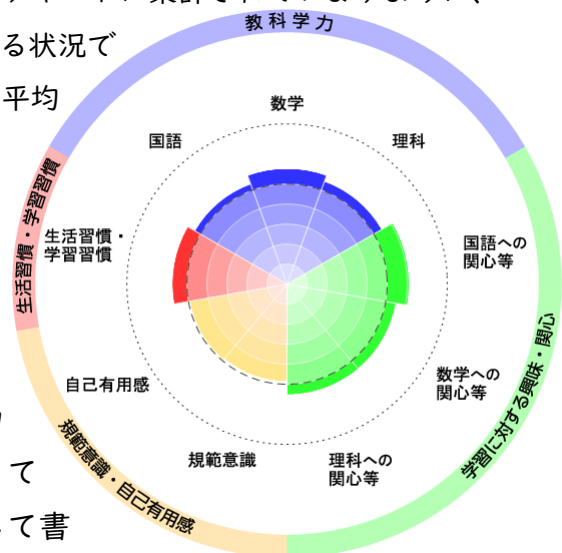 教科学力
る状況で
平均
数学
国語
理科
生活習慣・学習習慣
生活習慣・
学習習慣
国語への
関心等
自己有用感
数学への
関心等
学習に対する興味・関心
規範意識
理科への
関心等
規範意識・自己有用感
て
て書